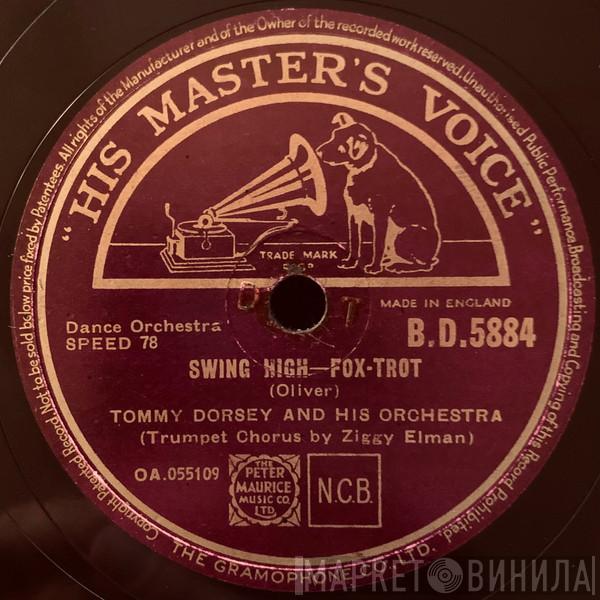 Copyright. Patented Record Not to be sold below price fixed by Patentees. All rights of the Manufacturer and of the Owner of the recorded work reserved. Unauthorised Public Performance, Broadcasting and Copying of this Record Prohibited.
"HIS MASTER'S VOICE"
TRADE MARK
MADE IN ENGLAND
Dance Orchestra
SPEED 78
B.D.5884
SWING HIGH—FOX-TROT
(Oliver)
TOMMY DORSEY AND HIS ORCHESTRA
(Trumpet Chorus by Ziggy Elman)
OA.055109
THE
PETER
MAURICE
MUSIC CO.
LTD.
N.C.B.
THE GRAMOPHONE CO., LTD.
МАРКЕТ ВИНИЛА